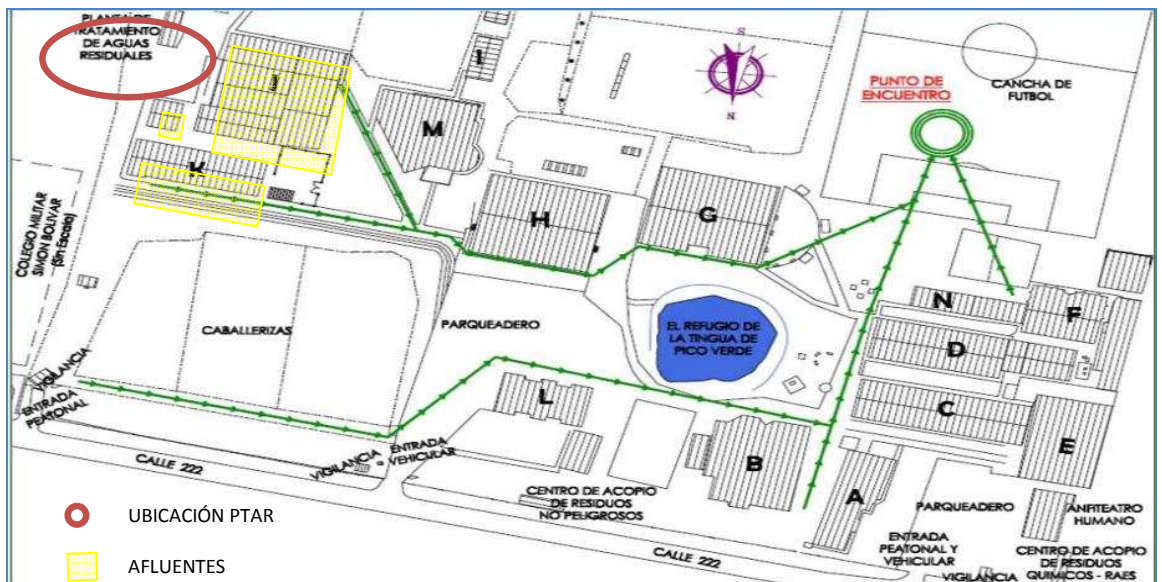 PLANTA DE
TRATAMIENTO
DE AGUAS
RESIDUALES
I
S
N
PUNTO DE
ENCUENTRO
CANCHA DE
FUTBOL
M
K
H
G
COLEGIO MILITAR
SIMON BOLIVAR
(Sin Escala)
CABALLERIZAS
PARQUEADERO
EL REFUGIO DE
LA TINGUA DE
PICO VERDE
N
F
D
C
E
L
B
A
VIGILANCIA
ENTRADA
PEATONAL
CALLE 222
VIGILANCIA
ENTRADA
VEHICULAR
CENTRO DE ACOPIO
DE RESIDUOS
NO PELIGROSOS
CALLE 222
PARQUEADERO
ANFITEATRO
HUMANO
ENTRADA
PEATONAL Y
VEHICULAR
VIGILANCIA
CENTRO DE ACOPIO
DE RESIDUOS
QUIMICOS - RAES
UBICACIÓN PTAR
AFLUENTES